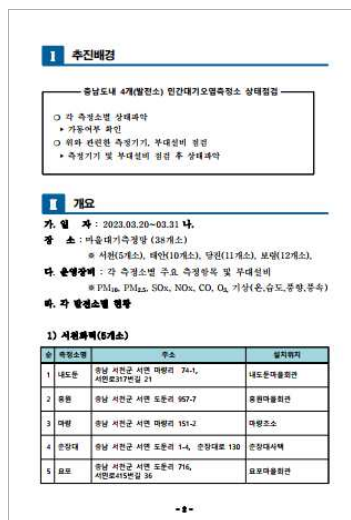 Ⅰ 추진배경
충남도내 4개(발전소) 민간대기오염측정소 상태점검
○ 각 측정소별 상태파악
▸ 가동여부 확인
○ 위와 관련한 측정기기, 부대설비 점검
▸ 측정기기 및 부대설비 점검 후 상태파악
Ⅱ 개요
가. 일 자 : 2023.03.20~03.31 나.
장 소 : 마을대기측정망 (38개소)
※ 서천(5개소), 태안(10개소), 당진(11개소), 보령(12개소),
다. 운영장비 : 각 측정소별 주요 측정항목 및 부대설비
※ PM10, PM2.5, SOx, NOx, CO, O3, 기상(온,습도,풍향,풍속)
라. 각 발전소별 현황
1) 서천화력(5개소)
순 측정소명 주소 설치위치
1 내도둔 충남 서천군 서면 마량리 74-1, 서면로317번길 21 내도둔마을회관
2 홍원 충남 서천군 서면 도둔리 957-7 홍원마을회관
3 마량 충남 서천군 서면 마량리 151-2 마량초소
4 춘장대 충남 서천군 서면 도둔리 1-4, 춘장대로 130 춘장대사택
5 요포 충남 서천군 서면 도둔리 716, 서면로415번길 36 요포마을회관
- 2 -